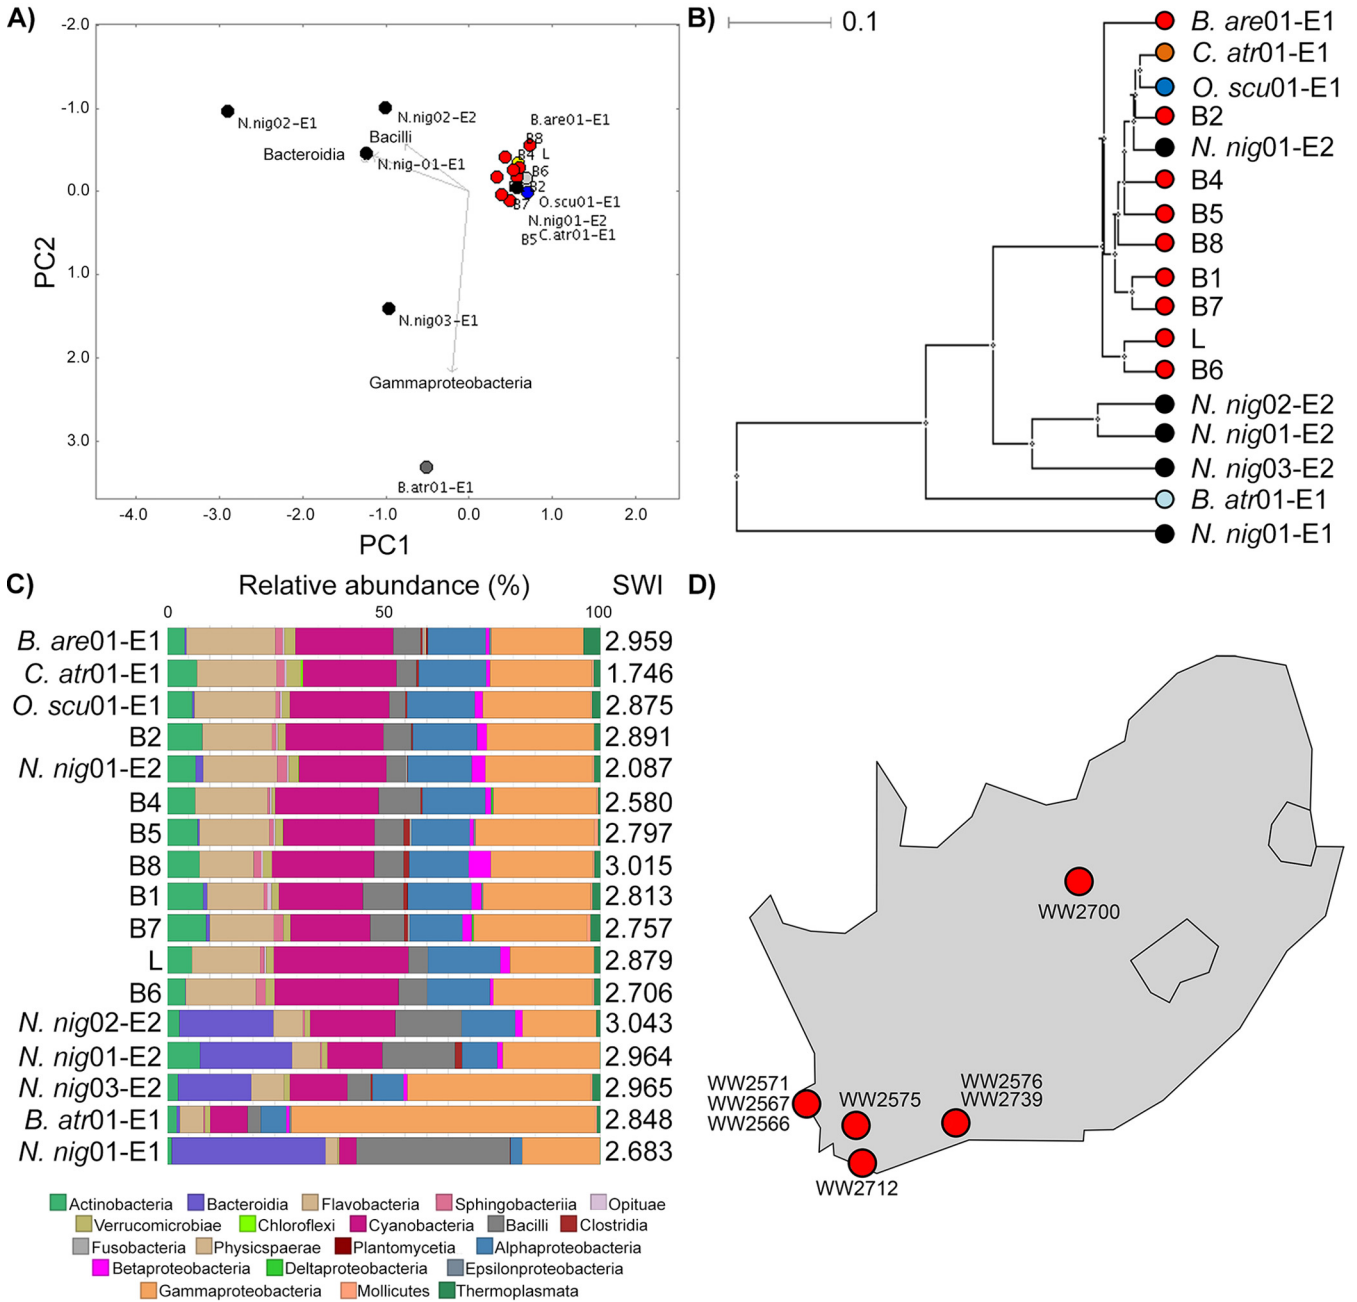 A)
-2.0
-1.0
0.0
1.0
2.0
3.0
PC2
N.nig02-E1
N.nig02-E2
Bacilli
Bacteroidia
N.nig-01-E1
B.are01-E1
B8
B4 L
B6
B2
O.scu01-E1
B7
N.nig01-E2
B5 C.atr01-E1
N.nig03-E1
Gammaproteobacteria
B.atr01-E1
-4.0 -3.0 -2.0 -1.0 0.0 1.0 2.0
PC1
B)
0.1
B. are01-E1
C. atr01-E1
O. scu01-E1
B2
N. nig01-E2
B4
B5
B8
B1
B7
L
B6
N. nig02-E2
N. nig01-E2
N. nig03-E2
B. atr01-E1
N. nig01-E1
C) Relative abundance (%) SWI
0 50 100
B. are01-E1 2.959
C. atr01-E1 1.746
O. scu01-E1 2.875
B2 2.891
N. nig01-E2 2.087
B4 2.580
B5 2.797
B8 3.015
B1 2.813
B7 2.757
L 2.879
B6 2.706
N. nig02-E2 3.043
N. nig01-E2 2.964
N. nig03-E2 2.965
B. atr01-E1 2.848
N. nig01-E1 2.683
Actinobacteria Bacteroidia Flavobacteria Sphingobacteriia Opituae
Verrucomicrobiae Chloroflexi Cyanobacteria Bacilli Clostridia
Fusobacteria Physicspaerae Plantomycetia Alphaproteobacteria
Betaproteobacteria Deltaproteobacteria Epsilonproteobacteria
Gammaproteobacteria Mollicutes Thermoplasmata
D)
WW2700
WW2571
WW2567
WW2566
WW2575
WW2576
WW2739
WW2712